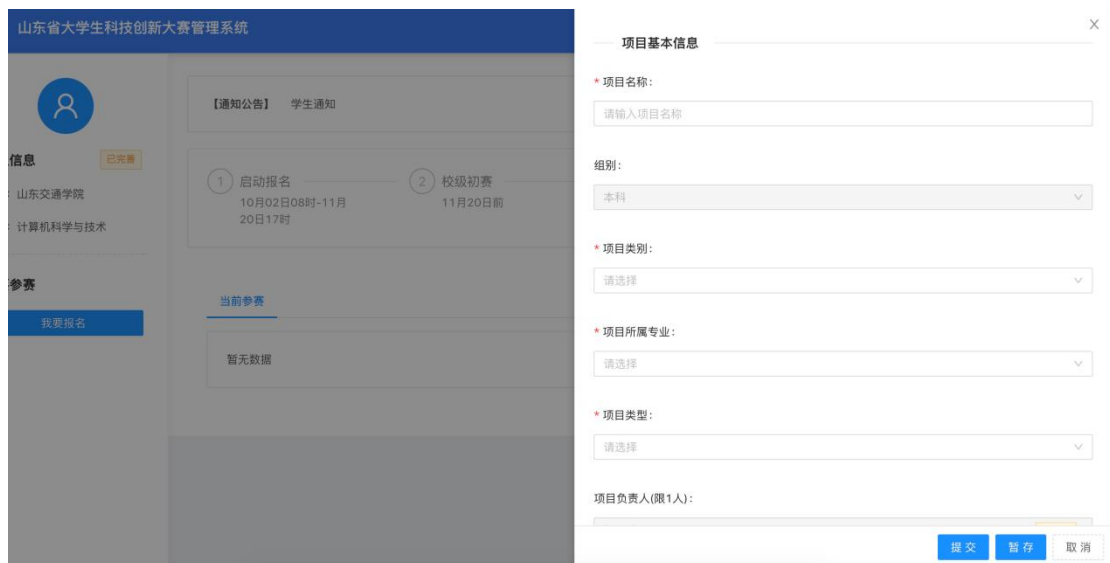 山东省大学生科技创新大赛管理系统
信息
已完善
：山东交通学院
：计算机科学与技术
参赛
我要报名
【通知公告】 学生通知
1 启动报名
10月02日08时-11月
20日17时
2 校级初赛
11月20日前
当前参赛
暂无数据
项目基本信息
* 项目名称：
请输入项目名称
组别：
本科
* 项目类别：
请选择
* 项目所属专业：
请选择
* 项目类型：
请选择
项目负责人(限1人)：
提交 暂存 取消